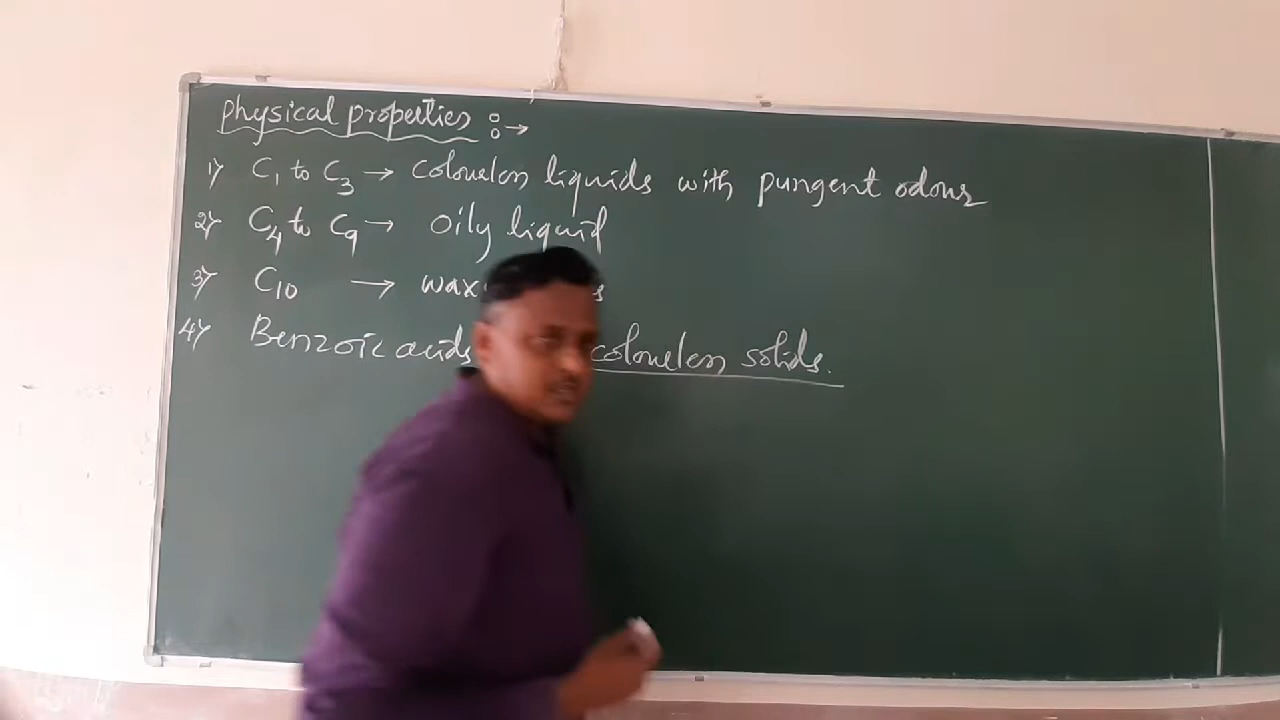 Physical properties :→
1) C1 to C3 → Colourless liquids with pungent odour
2) C4 to C9 → Oily liquid
3) C10 →
4) Benzoic acids colourless solids.